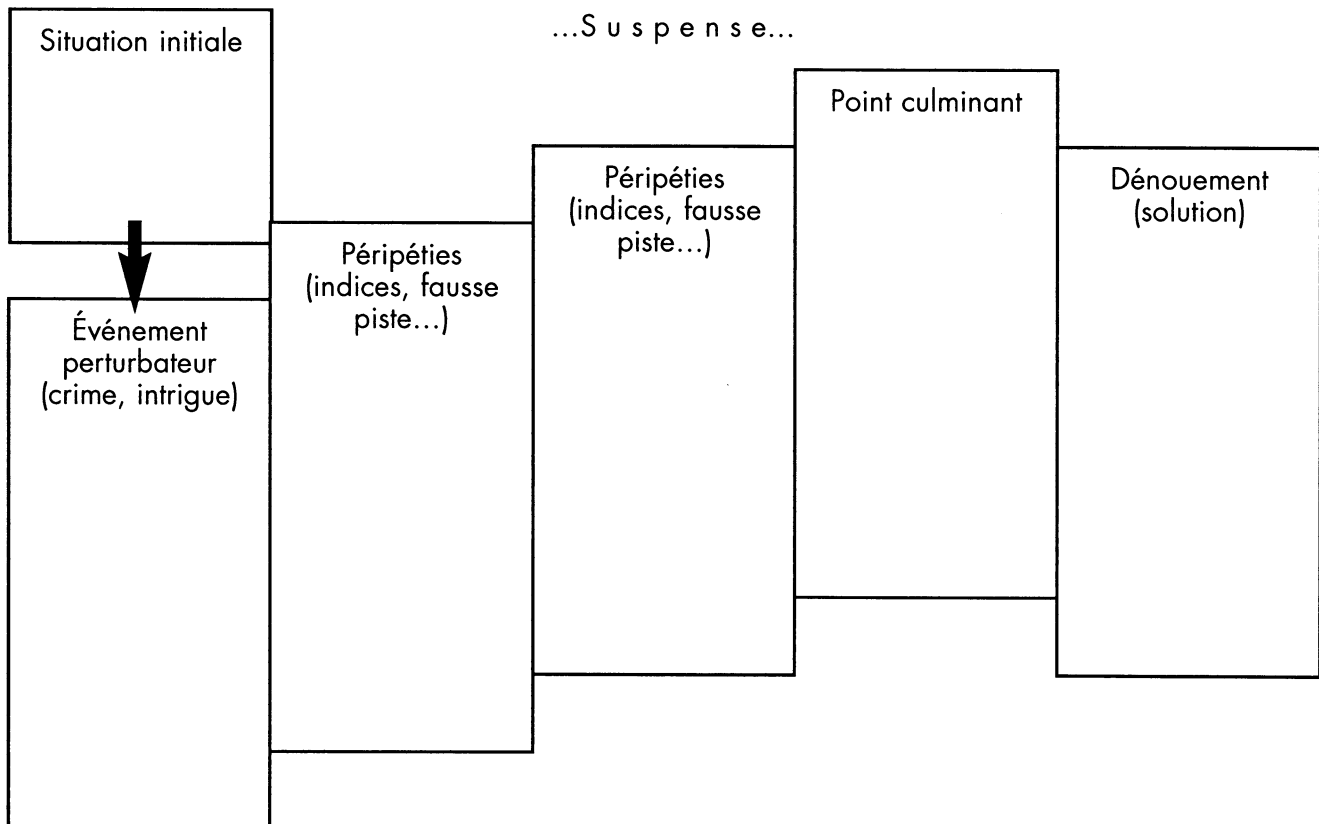 Situation initiale
...S u s p e n s e...
Événement
perturbateur
(crime, intrigue)
Péripéties
(indices, fausse
piste...)
Péripéties
(indices, fausse
piste...)
Point culminant
Dénouement
(solution)